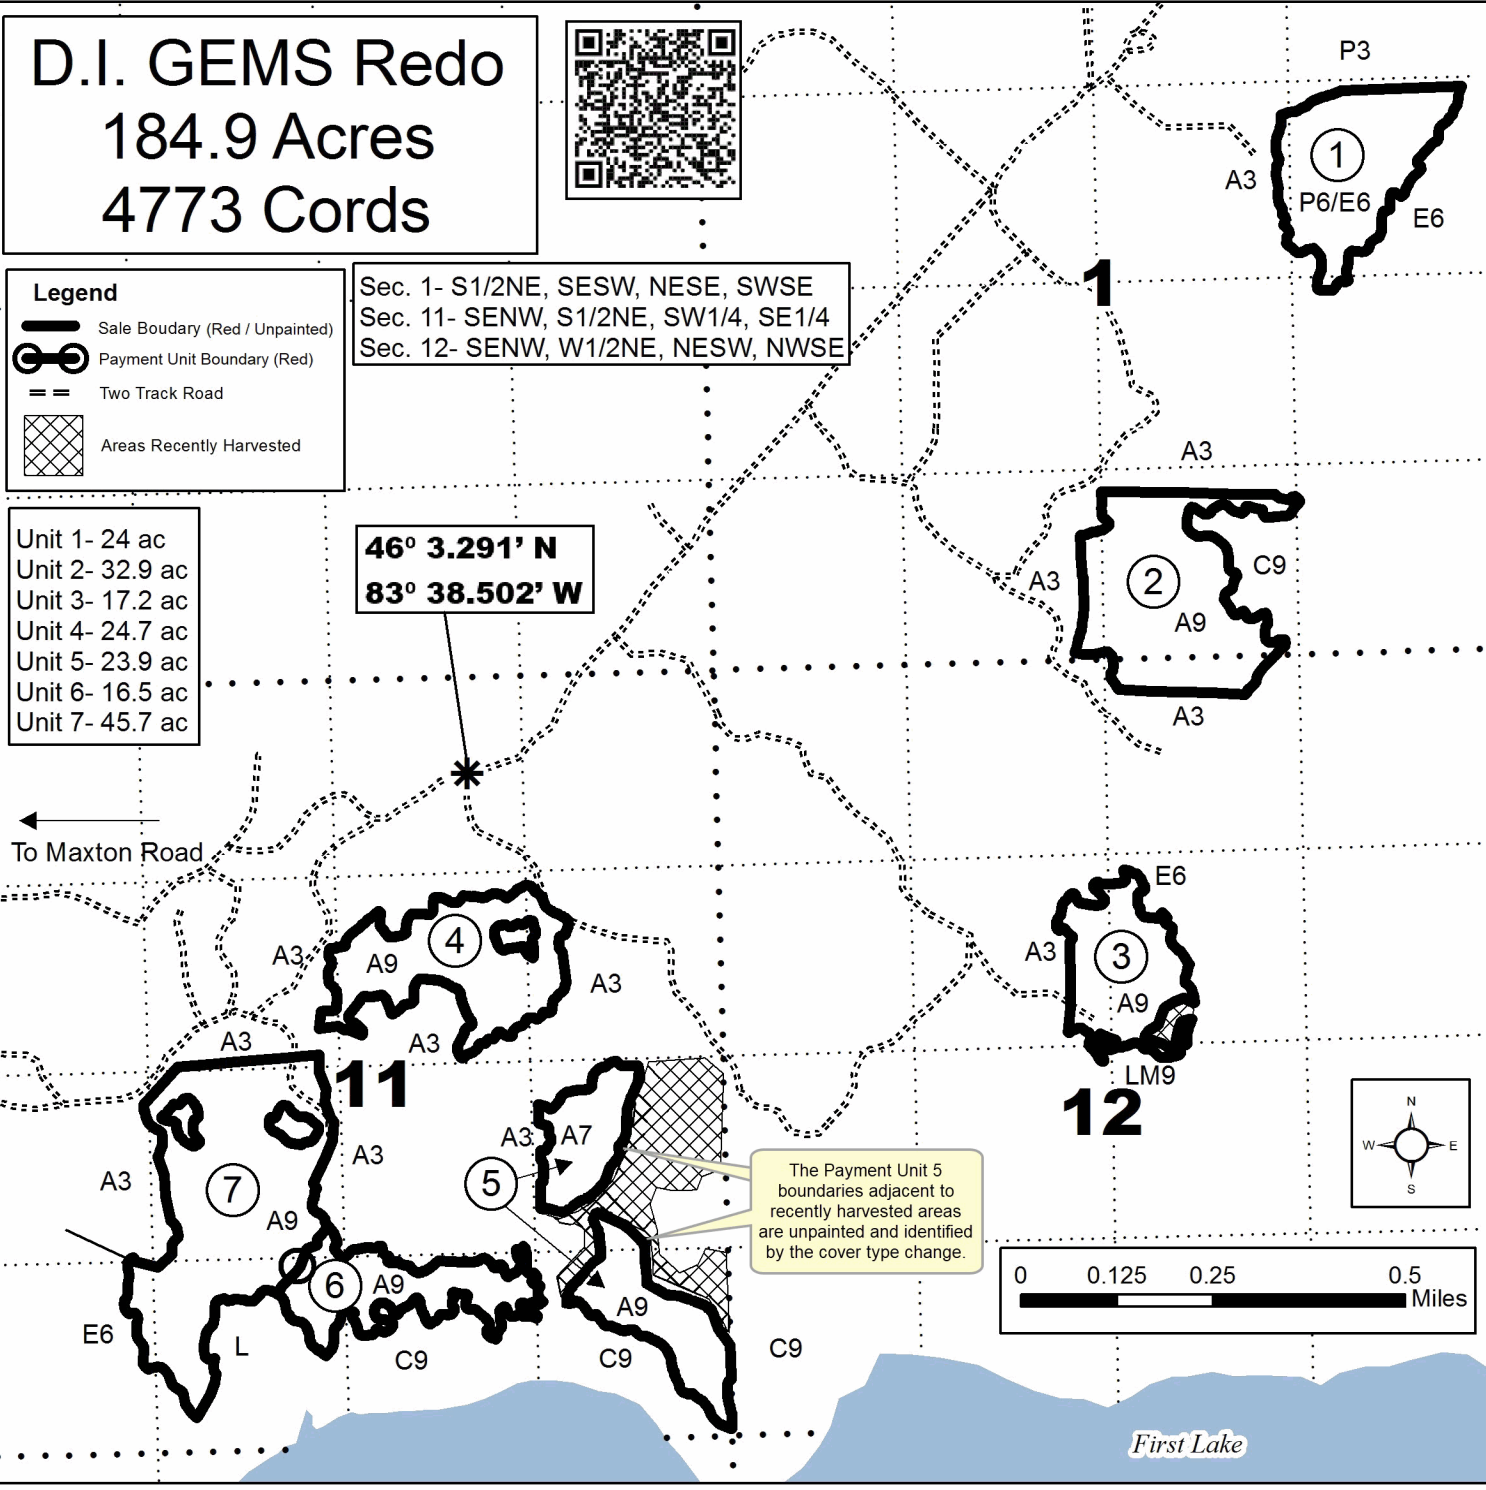 D.I. GEMS Redo
184.9 Acres
4773 Cords
Legend
Sale Boudary (Red / Unpainted)
Payment Unit Boundary (Red)
Two Track Road
Areas Recently Harvested
Sec. 1- S1/2NE, SESW, NESE, SWSE
Sec. 11- SENW, S1/2NE, SW1/4, SE1/4
Sec. 12- SENW, W1/2NE, NESW, NWSE
Unit 1- 24 ac
Unit 2- 32.9 ac
Unit 3- 17.2 ac
Unit 4- 24.7 ac
Unit 5- 23.9 ac
Unit 6- 16.5 ac
Unit 7- 45.7 ac
46º 3.291’ N
83º 38.502’ W
To Maxton Road
P3
1
A3
P6/E6
E6
1
A3
2
A3
C9
A9
A3
E6
3
A3
A9
LM9
12
4
A3
A9
A3
A3
A3
11
A3
A7
5
A3
A3
7
A9
6
A9
A9
E6
L
C9
C9
C9
The Payment Unit 5
boundaries adjacent to
recently harvested areas
are unpainted and identified
by the cover type change.
N
W
E
S
0
0.125
0.25
0.5
Miles
First Lake